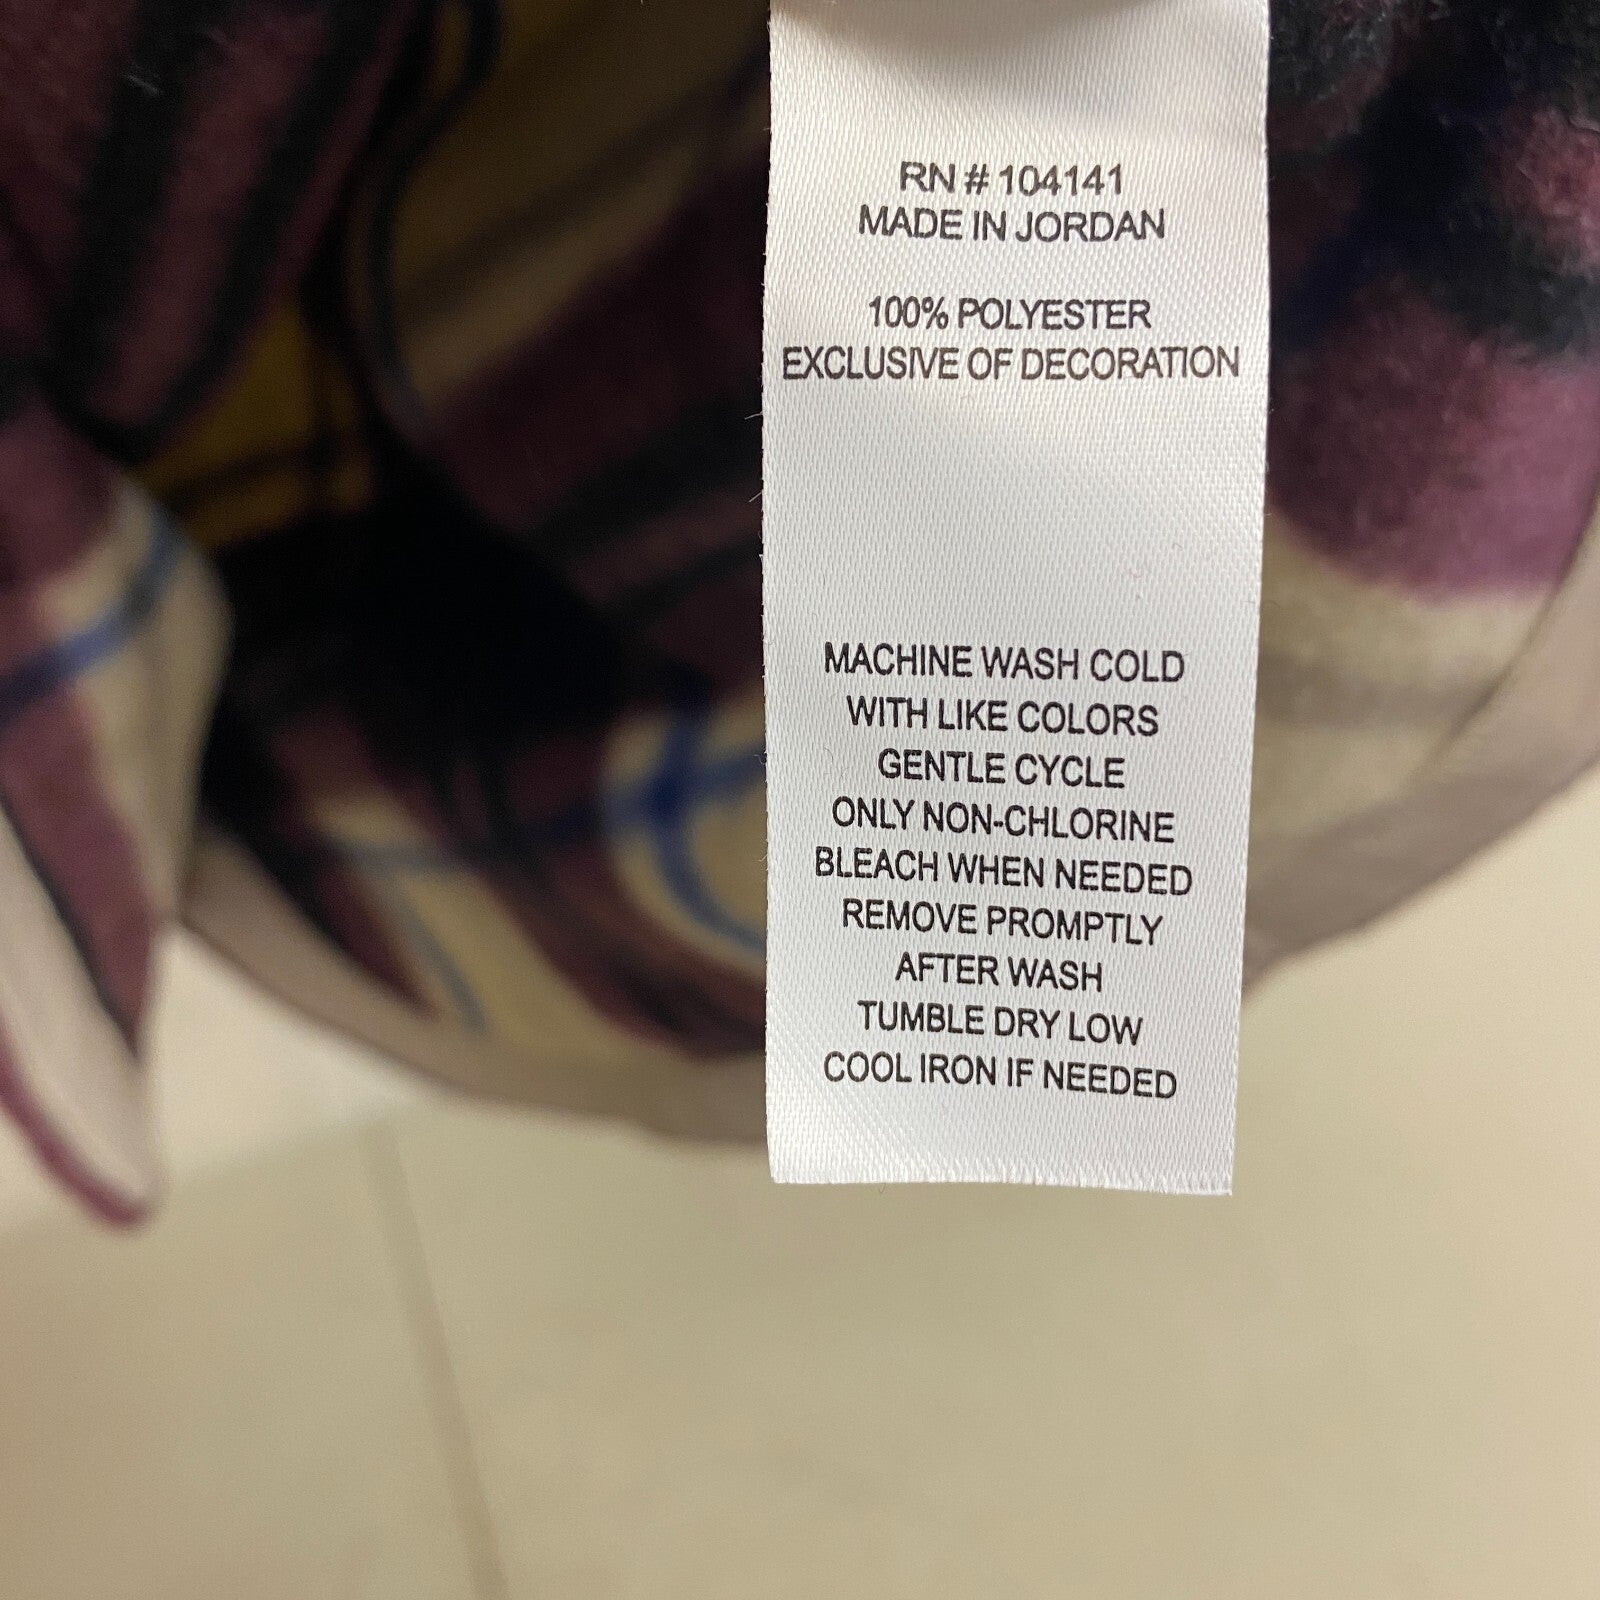 RN # 104141
MADE IN JORDAN
100% POLYESTER
EXCLUSIVE OF DECORATION
MACHINE WASH COLD
WITH LIKE COLORS
GENTLE CYCLE
ONLY NON-CHLORINE
BLEACH WHEN NEEDED
REMOVE PROMPTLY
AFTER WASH
TUMBLE DRY LOW
COOL IRON IF NEEDED